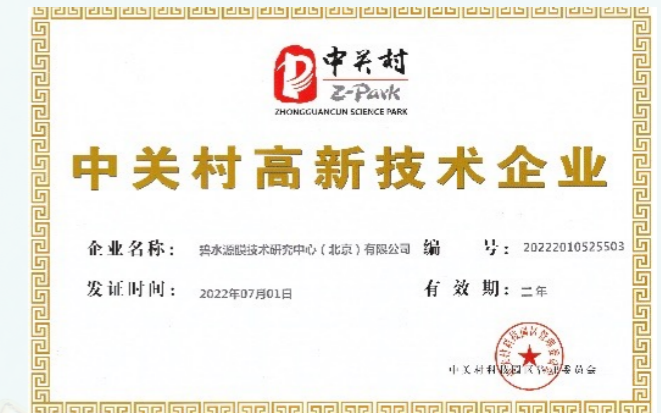 中关村
Z-Park
ZHONGGUANCUN SCIENCE PARK
中关村高新技术企业
企业名称： 碧水源膜技术研究中心（北京）有限公司 编 号： 20222010525503
发证时间： 2022年07月01日 有 效 期： 二年
中关村科技园区管理委员会